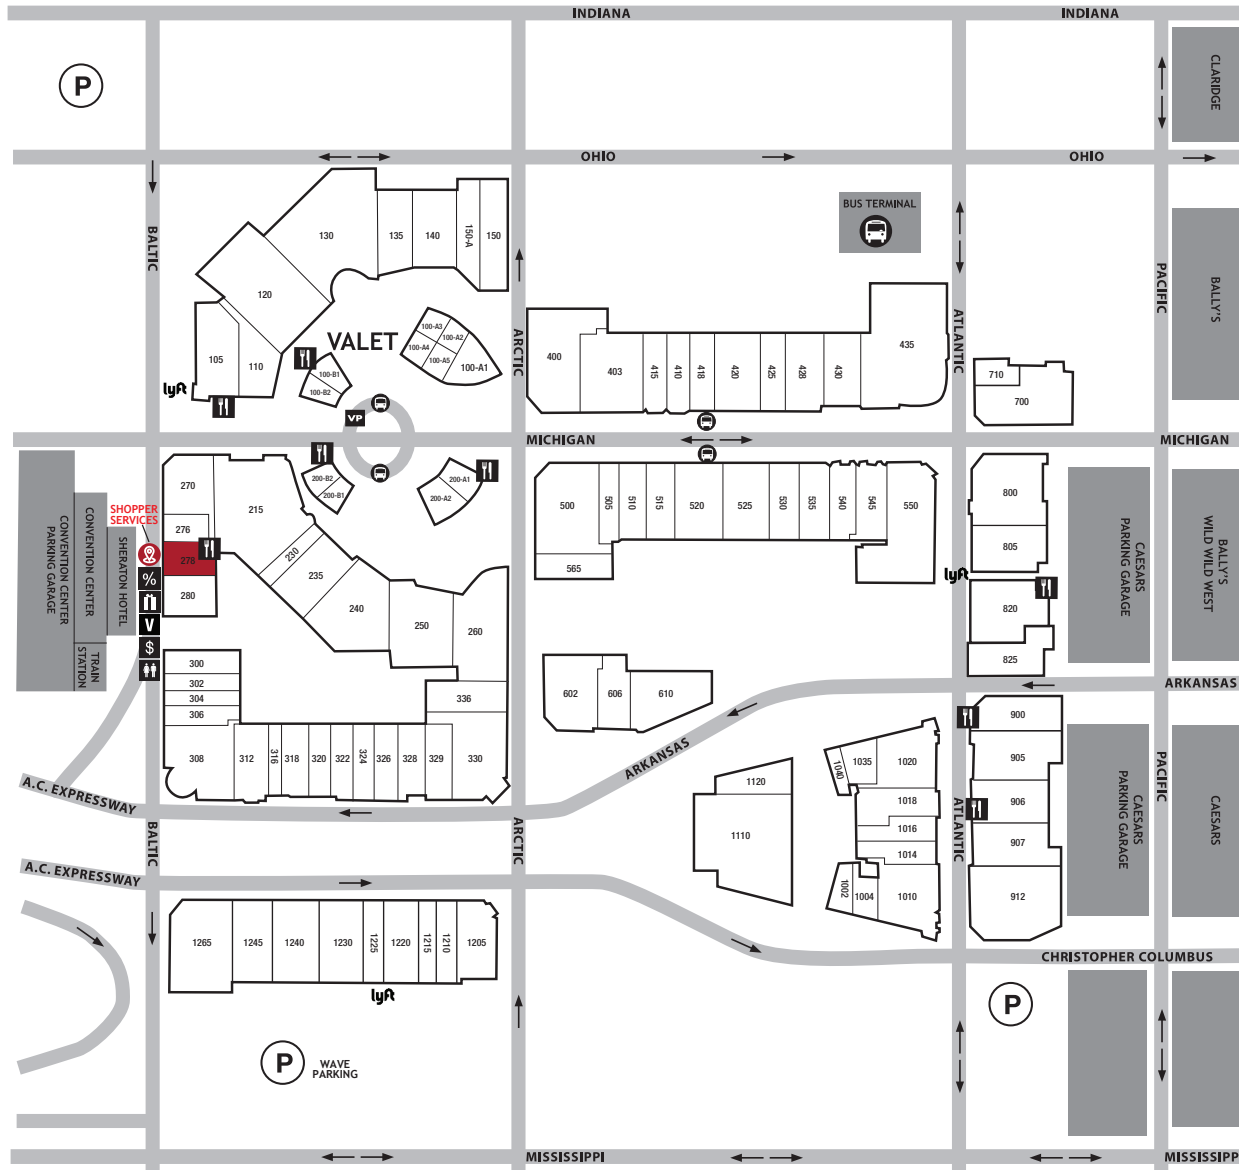 INDIANA
INDIANA
P
CLARIDGE
OHIO
OHIO
BUS TERMINAL
BALTIC
130
135
140
150-A
150
120
PACIFIC
BALLY'S
ARCTIC
ATLANTIC
VALET
100-A3
100-A2
100-A4
100-A5
100-A1
105
110
100-B1
100-B2
lyft
VP
400
403
415
410
418
420
425
428
430
435
710
700
MICHIGAN
MICHIGAN
270
215
200-B2
200-B1
200-A1
200-A2
500
505
510
515
520
525
530
535
540
545
550
565
800
805
820
825
lyft
CAESARS
PARKING GARAGE
BALLY'S
WILD WILD WEST
SHOPPER
SERVICES
276
278
280
230
235
240
250
260
CONVENTION CENTER
PARKING GARAGE
CONVENTION CENTER
SHERATON HOTEL
TRAIN
STATION
%
V
$
300
302
304
306
308
312
316
318
320
322
324
326
328
329
330
336
602
606
610
ARKANSAS
ARKANSAS
900
905
906
907
912
PACIFIC
CAESARS
PARKING GARAGE
CAESARS
A.C. EXPRESSWAY
BALTIC
ARCTIC
ATLANTIC
1120
1110
1040
1035
1020
1018
1016
1014
1002
1004
1010
A.C. EXPRESSWAY
1265
1245
1240
1230
1225
1220
1215
1210
1205
lyft
CHRISTOPHER COLUMBUS
P
P
WAVE
PARKING
MISSISSIPPI
MISSISSIPP